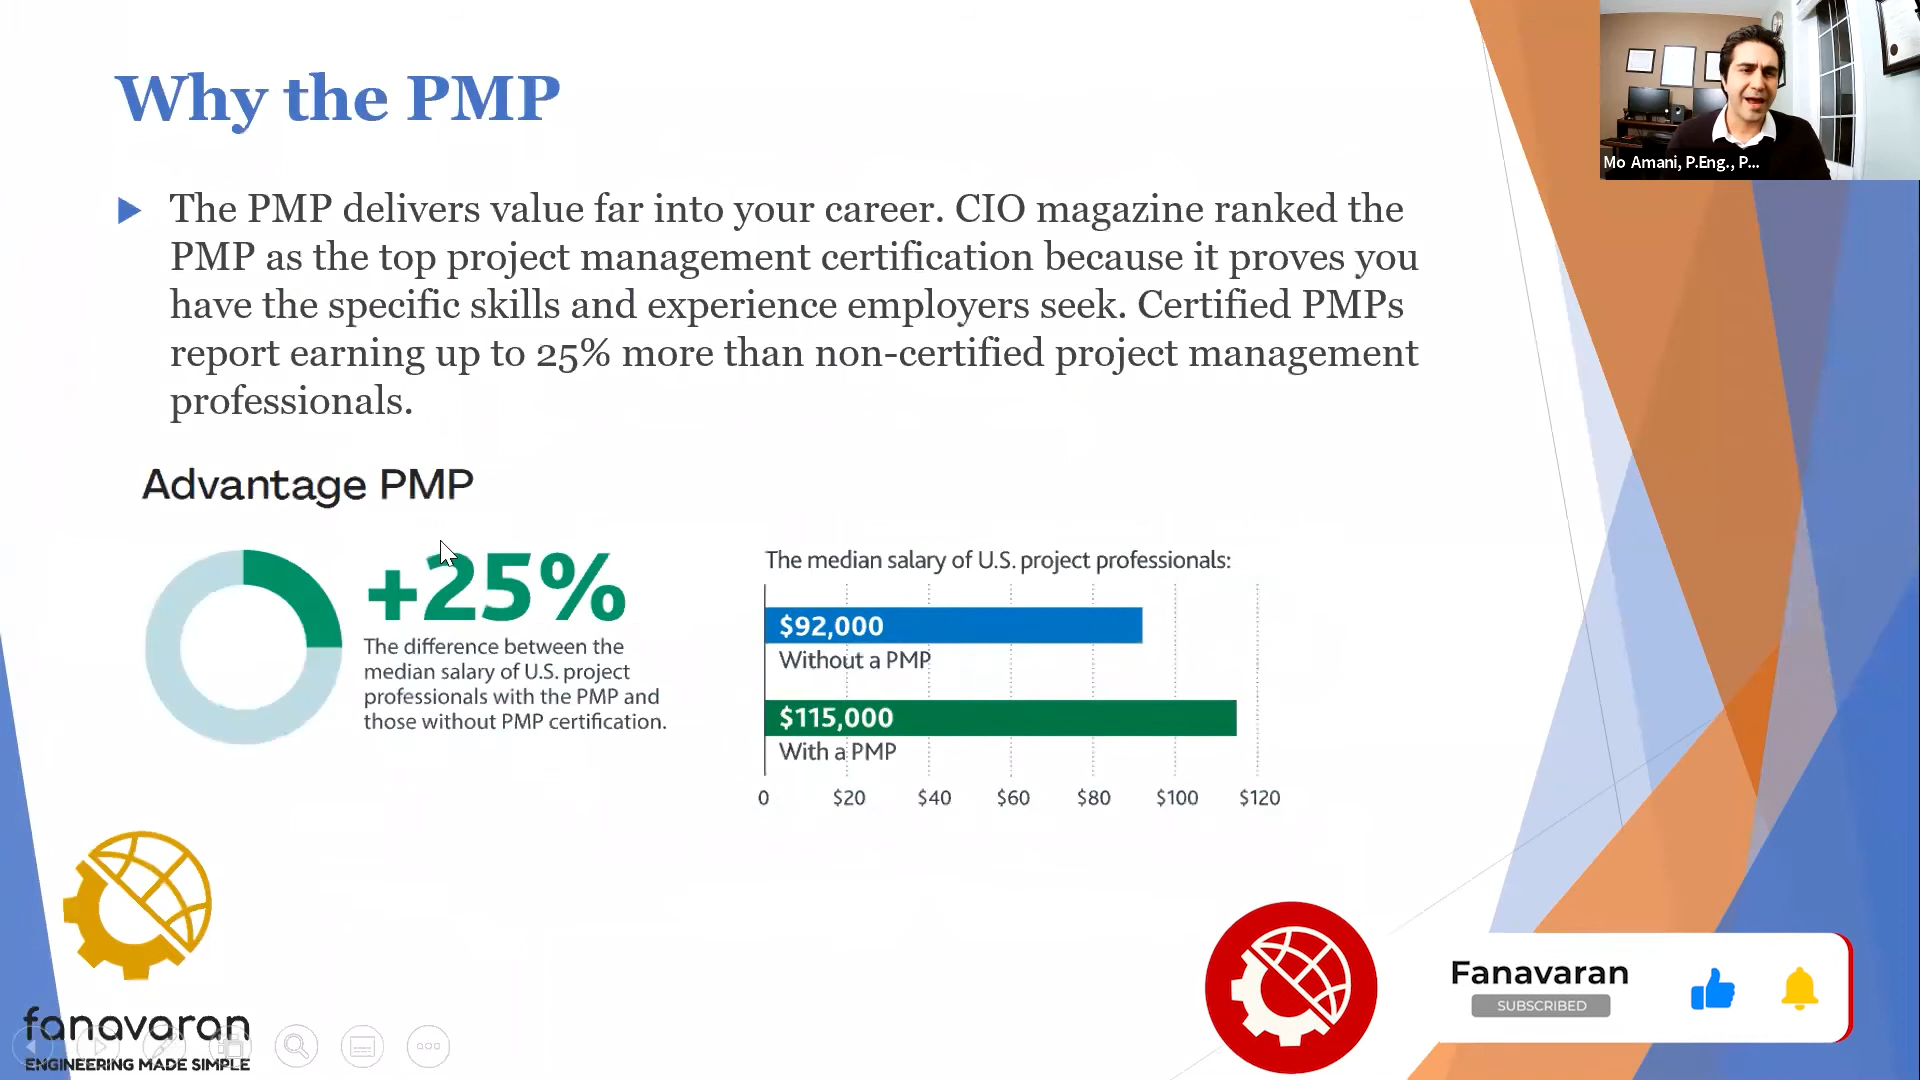 Why the PMP
The PMP delivers value far into your career. CIO magazine ranked the
PMP as the top project management certification because it proves you
have the specific skills and experience employers seek. Certified PMPs
report earning up to 25% more than non-certified project management
professionals.
Advantage PMP
+25%
The difference between the
median salary of U.S. project
professionals with the PMP and
those without PMP certification.
The median salary of U.S. project professionals:
$92,000
Without a PMP
$115,000
With a PMP
0 $20 $40 $60 $80 $100 $120
Mo Amani, P.Eng., P...
fanavaran
ENGINEERING MADE SIMPLE
Fanavaran
SUBSCRIBED